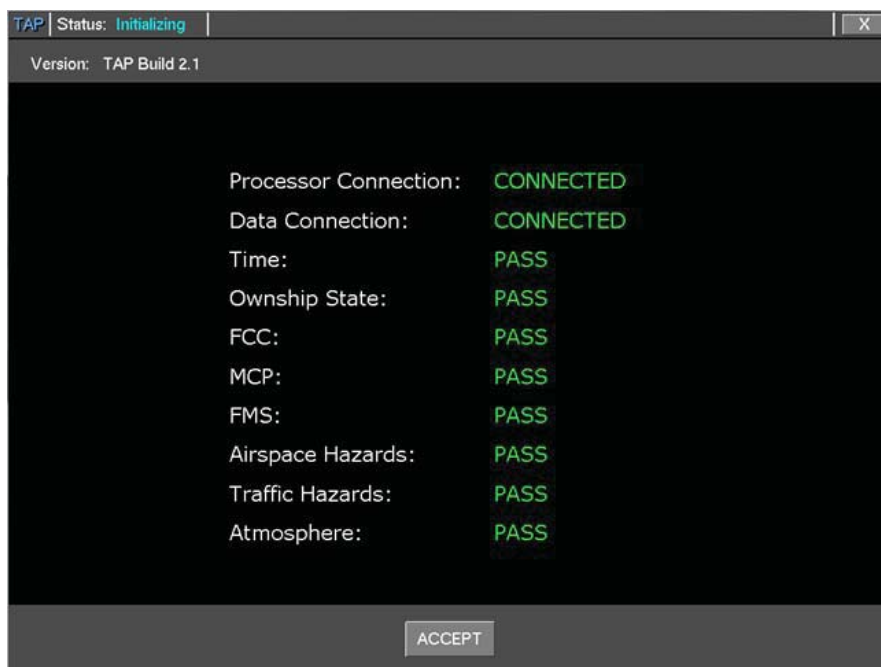 TAP Status: Initializing X
Version: TAP Build 2.1
Processor Connection: CONNECTED
Data Connection: CONNECTED
Time: PASS
Ownship State: PASS
FCC: PASS
MCP: PASS
FMS: PASS
Airspace Hazards: PASS
Traffic Hazards: PASS
Atmosphere: PASS
ACCEPT